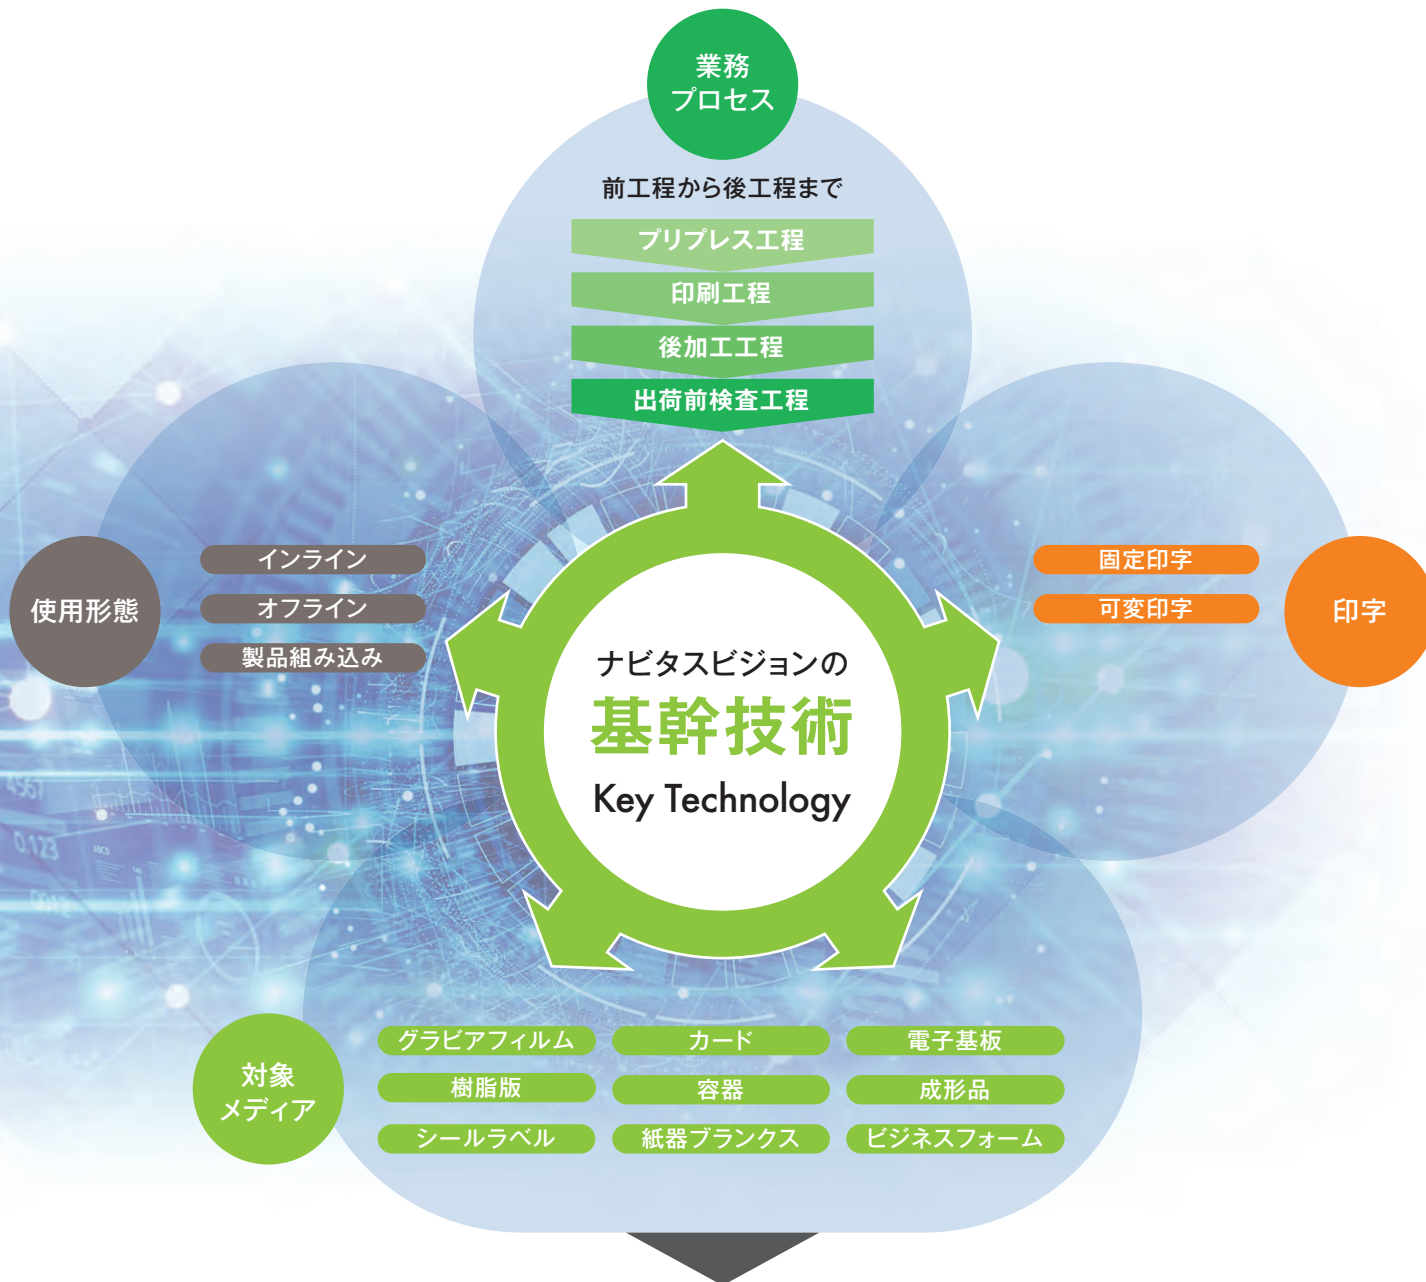 業務
プロセス
前工程から後工程まで
プリプレス工程
印刷工程
後加工工程
出荷前検査工程
使用形態
インライン
オフライン
製品組み込み
固定印字
可変印字
印字
ナビタスビジョンの
基幹技術
Key Technology
4567
0.123
ABCD
対象
メディア
グラビアフィルム
カード
電子基板
樹脂版
容器
成形品
シールラベル
紙器ブランクス
ビジネスフォーム